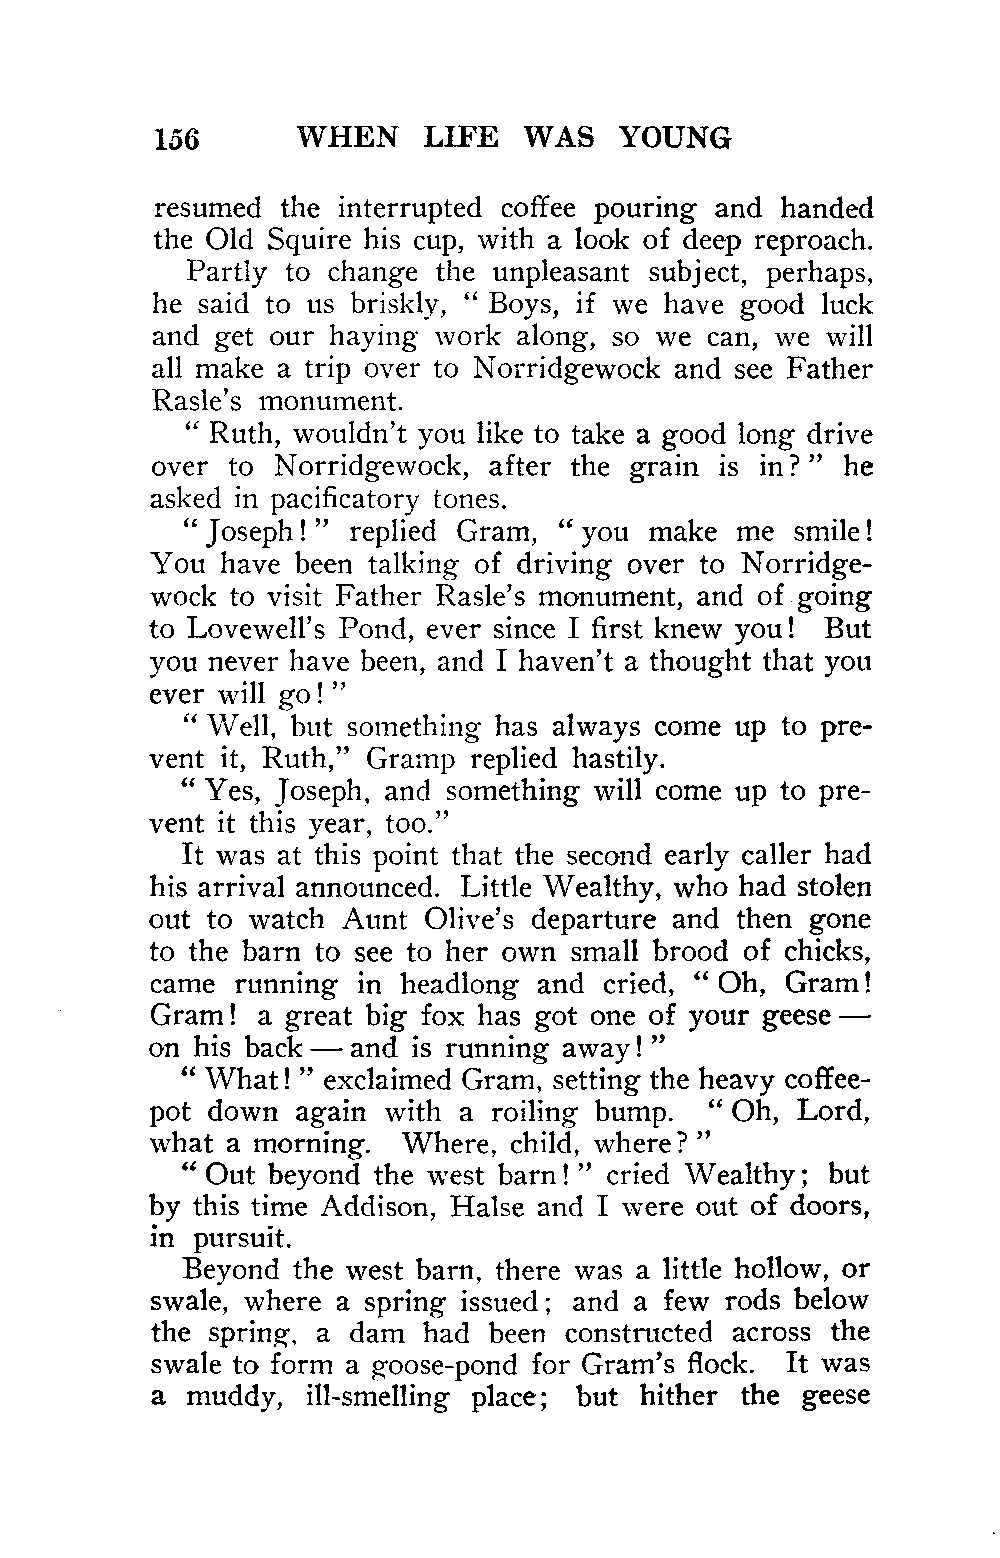 156 WHEN LIFE WAS YOUNG
resumed the interrupted coffee pouring and handed
the Old Squire his cup, with a look of deep reproach.
Partly to change the unpleasant subject, perhaps,
he said to us briskly, “ Boys, if we have good luck
and get our haying work along, so we can, we will
all make a trip over to Norridgewock and see Father
Rasle’s monument.
“ Ruth, wouldn’t you like to take a good long drive
over to Norridgewock, after the grain is in? ” he
asked in pacificatory tones.
“ Joseph! ” replied Gram, “ you make me smile!
You have been talking of driving over to Norridge-
wock to visit Father Rasle’s monument, and of going
to Lovewell’s Pond, ever since I first knew you! But
you never have been, and I haven’t a thought that you
ever will go! ”
“ Well, but something has always come up to pre-
vent it, Ruth,” Gramp replied hastily.
“ Yes, Joseph, and something will come up to pre-
vent it this year, too.”
It was at this point that the second early caller had
his arrival announced. Little Wealthy, who had stolen
out to watch Aunt Olive’s departure and then gone
to the barn to see to her own small brood of chicks,
came running in headlong and cried, “ Oh, Gram!
Gram! a great big fox has got one of your geese —
on his back — and is running away! ”
“ What! ” exclaimed Gram, setting the heavy coffee-
pot down again with a roiling bump. “ Oh, Lord,
what a morning. Where, child, where? ”
“ Out beyond the west barn! ” cried Wealthy; but
by this time Addison, Halse and I were out of doors,
in pursuit.
Beyond the west barn, there was a little hollow, or
swale, where a spring issued; and a few rods below
the spring, a dam had been constructed across the
swale to form a goose-pond for Gram’s flock. It was
a muddy, ill-smelling place; but hither the geese